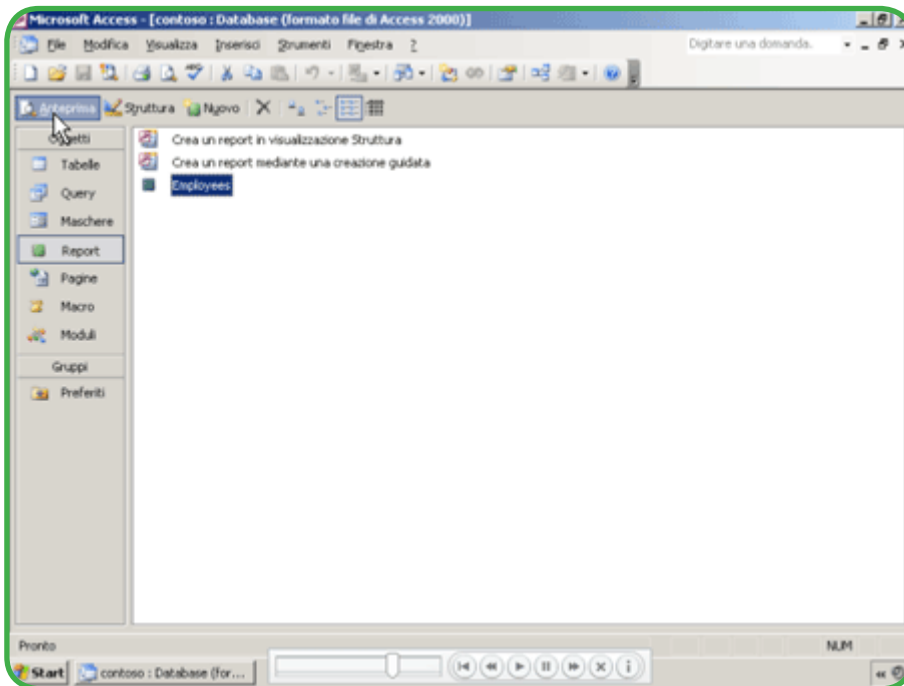 Microsoft Access - [contoso : Database (formato file di Access 2000)]
File Modifica Visualizza Inserisci Strumenti Finestra ? Digitare una domanda.
Anteprima Struttura Nuovo
Oggetti
Crea un report in visualizzazione Struttura
Tabelle
Crea un report mediante una creazione guidata
Query
Employees
Maschere
Report
Pagine
Macro
Moduli
Gruppi
Preferiti
Pronto NUM
Start contoso : Database (for...